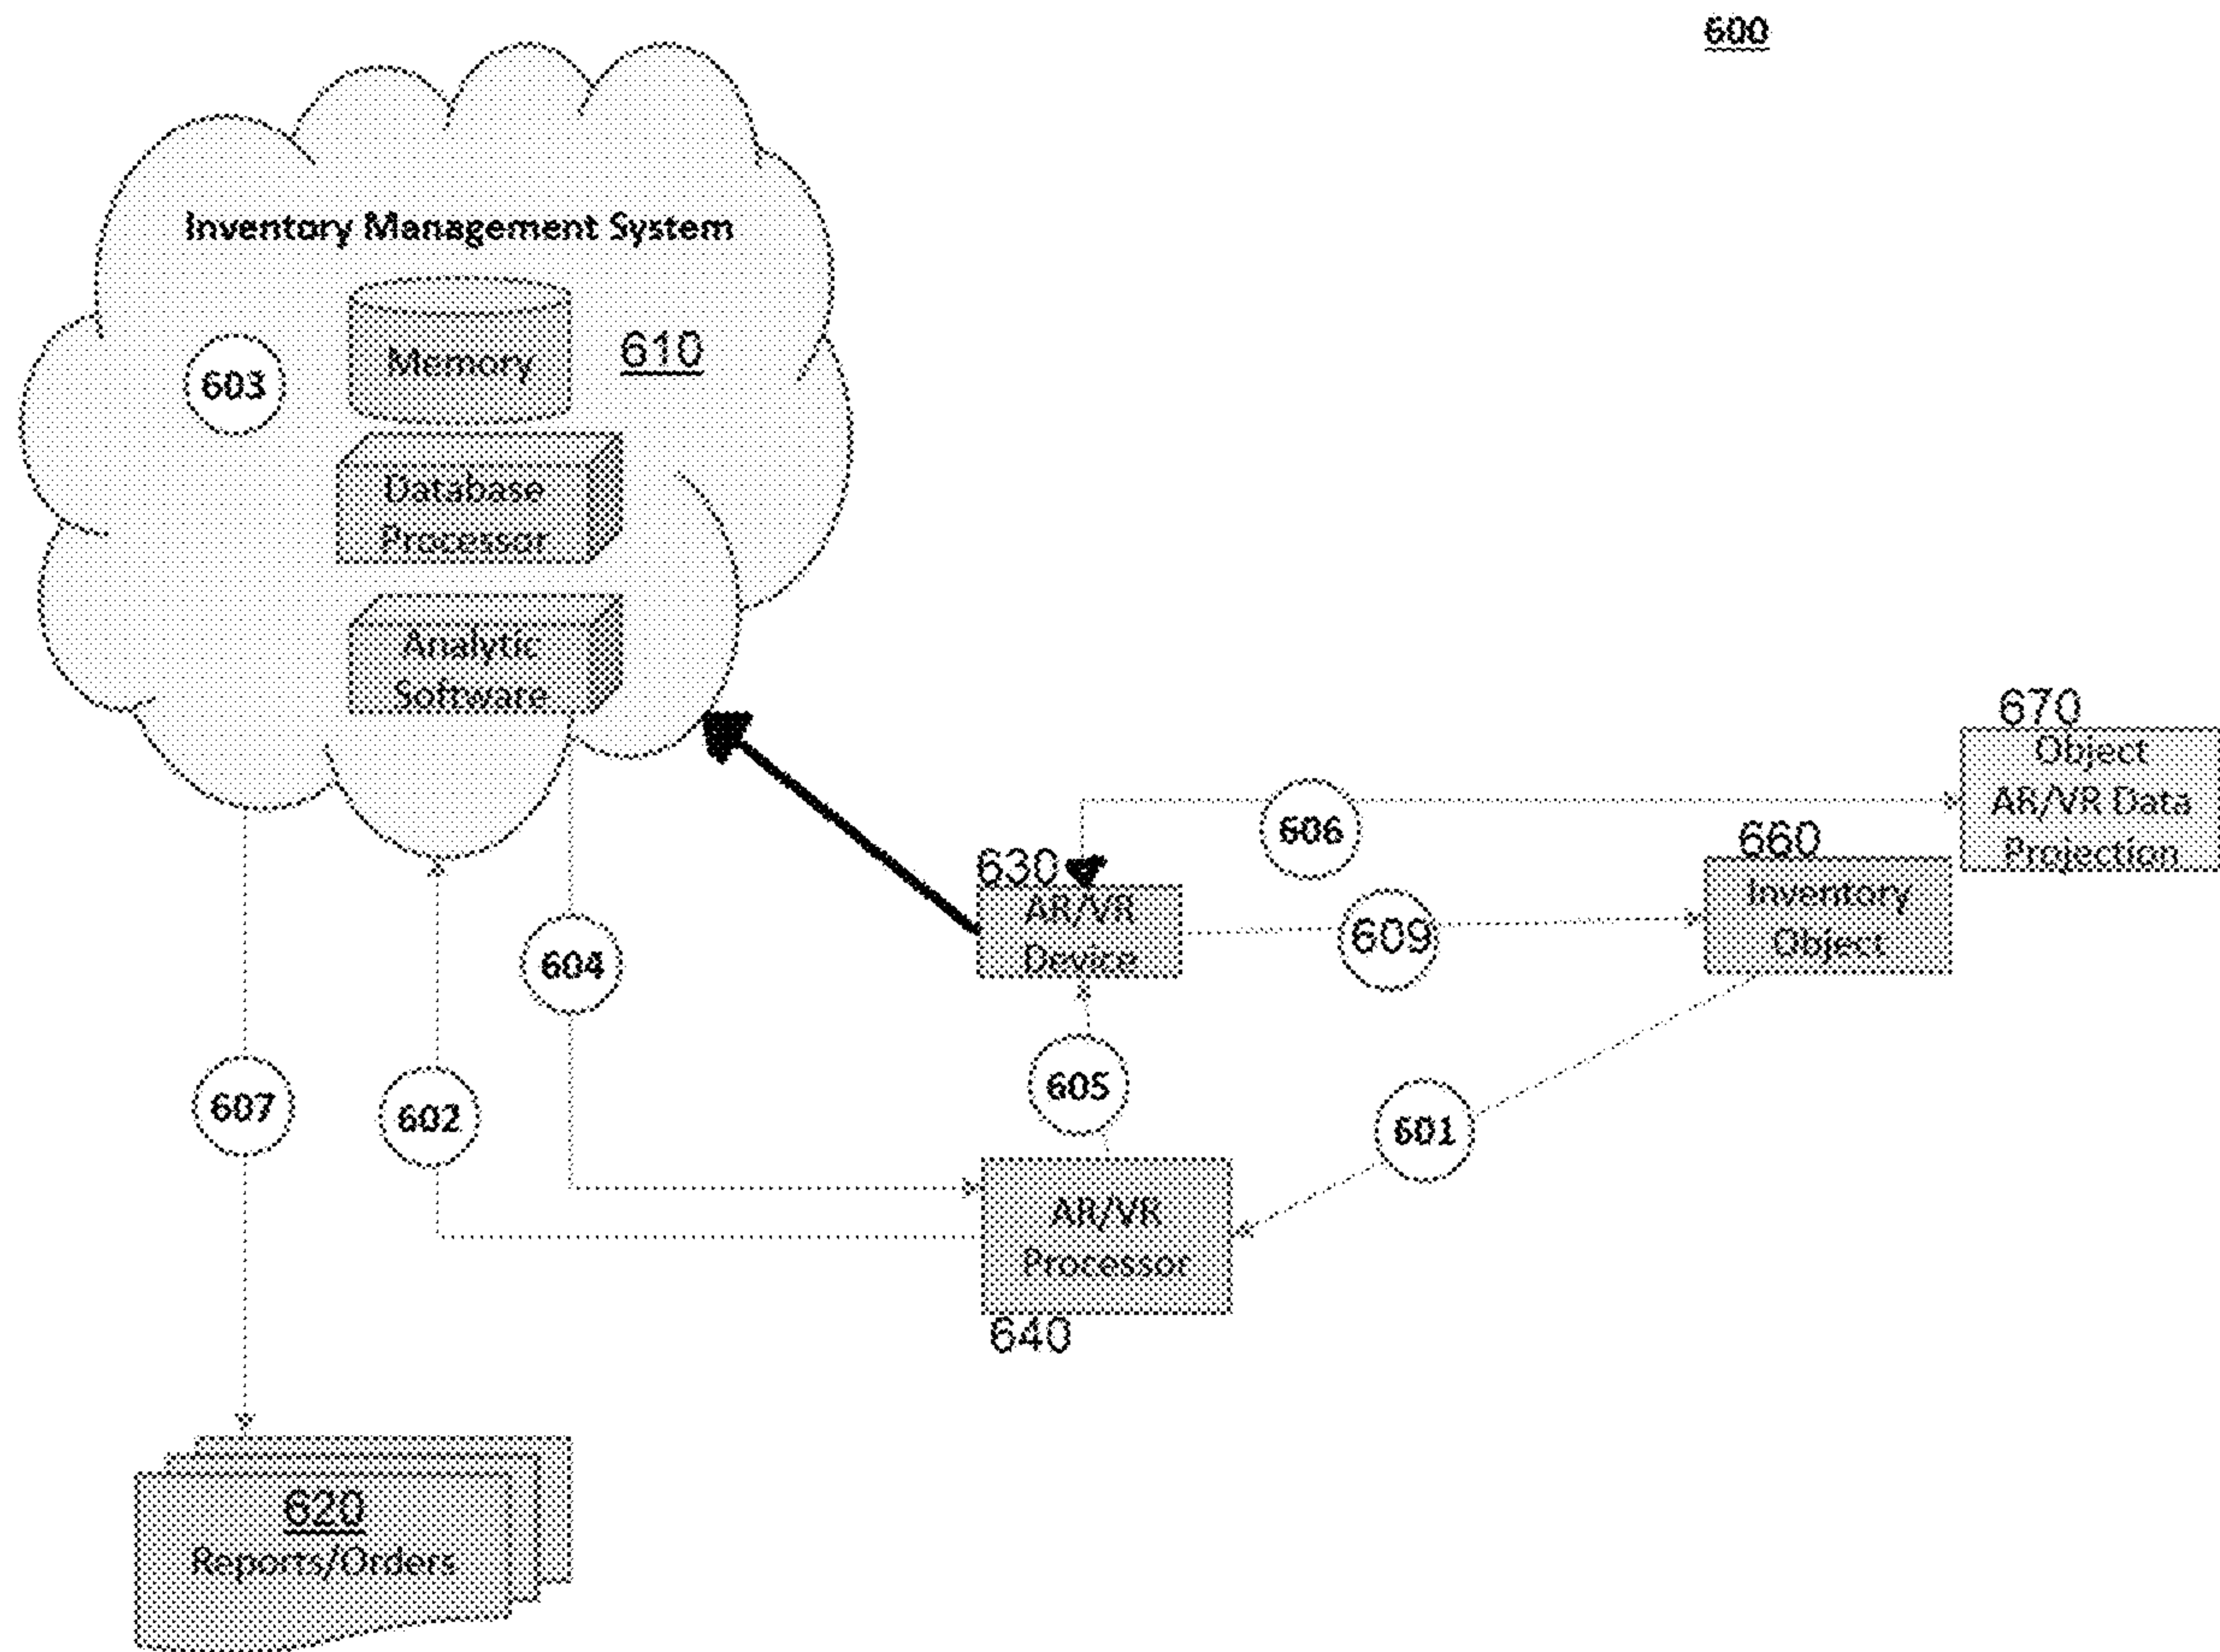 600
Inventory Management System
Memory
610
603
Database
Processor
Analytic
Software
670
Object
AR/VR Data
Projection
606
660
Inventory
Object
630
AR/VR
Device
609
604
605
601
607
602
AR/VR
Processor
640
620
Reports/Orders